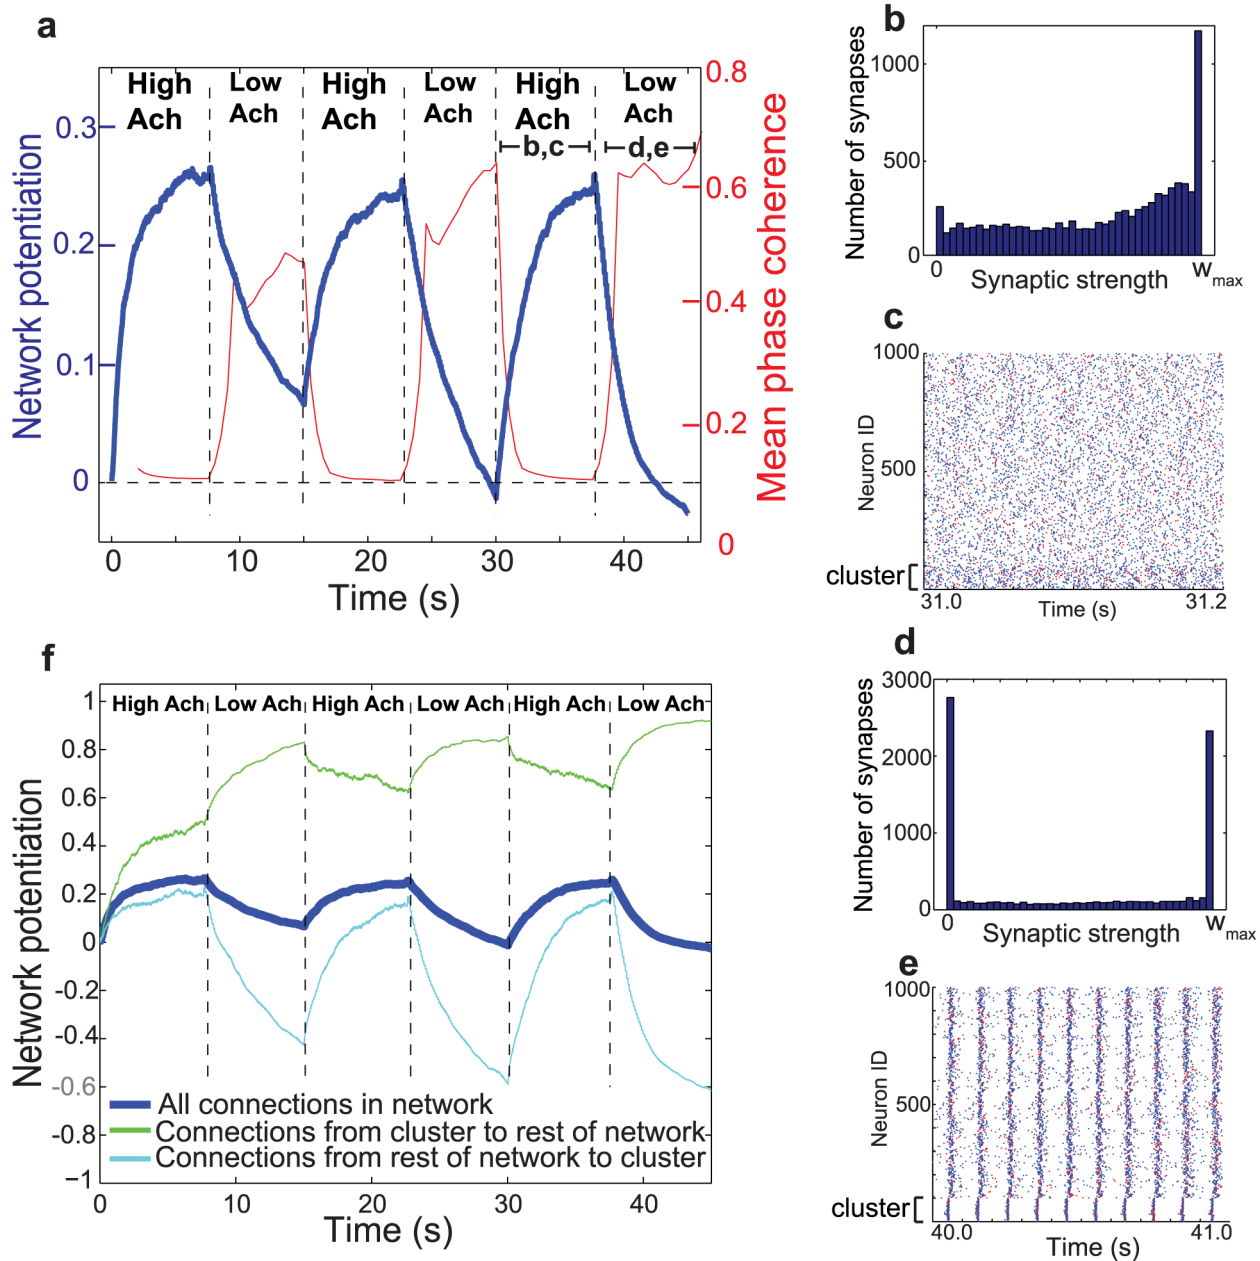 a
High Ach
Low Ach
High Ach
Low Ach
High Ach
Low Ach
b,c
d,e
Network potentiation
0.3
0.2
0.1
0
Mean phase coherence
0.8
0.6
0.4
0.2
0
0 10 20 30 40
Time (s)
b
Number of synapses
1000
500
0
0 Synaptic strength Wmax
c
Neuron ID
1000
500
cluster
31.0 Time (s) 31.2
d
Number of synapses
3000
2000
1000
0
0 Synaptic strength Wmax
e
Neuron ID
1000
500
cluster
40.0 Time (s) 41.0
f
High Ach Low Ach High Ach Low Ach High Ach Low Ach
Network potentiation
1
0.8
0.6
0.4
0.2
0
-0.2
-0.4
-0.6
-0.8
−1
All connections in network
Connections from cluster to rest of network
Connections from rest of network to cluster
0 10 20 30 40
Time (s)